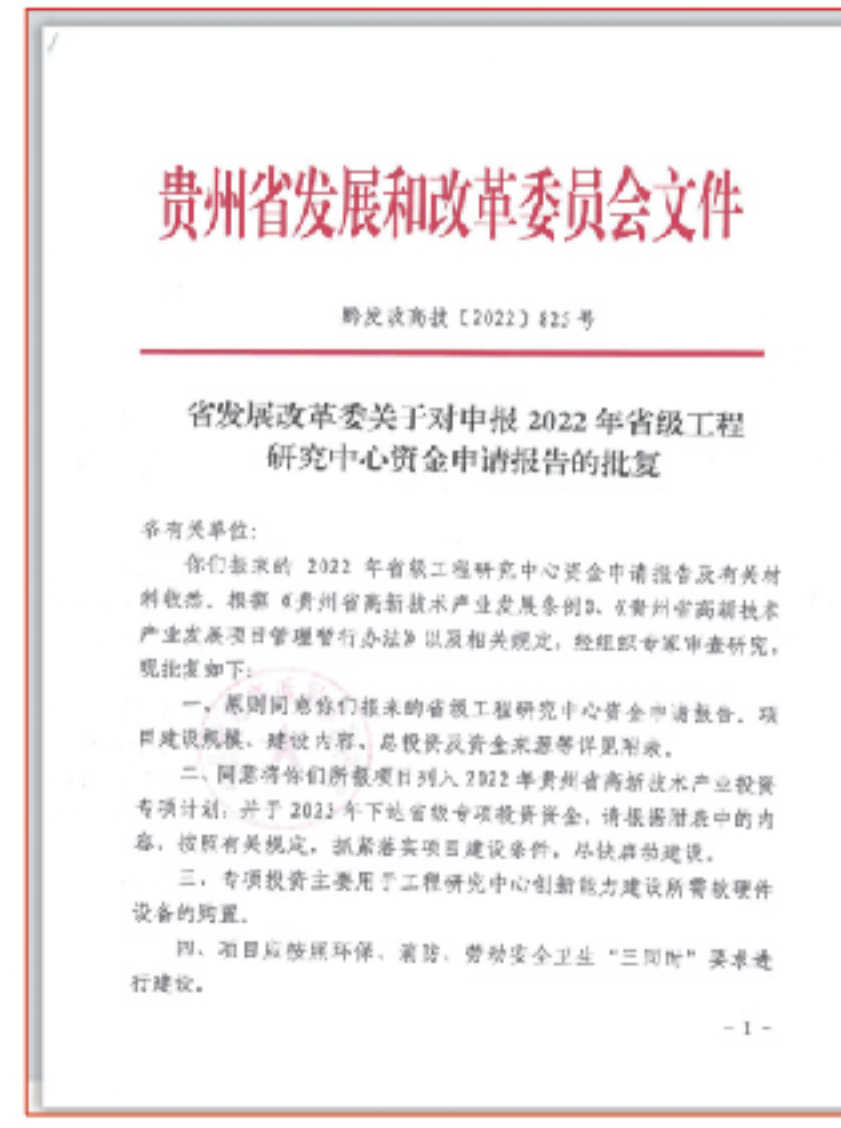 贵州省发展和改革委员会文件
黔发改高技〔2022〕825号
省发展改革委关于对申报 2022 年省级工程
研究中心资金申请报告的批复
各有关单位:
你们报来的 2022 年省级工程研究中心资金申请报告及有关材
料收悉。根据《贵州省高新技术产业发展条例》、《贵州省高新技术
产业发展项目管理暂行办法》以及相关规定,经组织专家审查研究,
现批复如下:
一、原则同意你们报来的省级工程研究中心资金申请报告。项
目建设规模、建设内容、总投资及资金来源等详见附表。
二、同意将你们所报项目列入 2022 年贵州省高新技术产业投资
专项计划,并于 2023 年下达省级专项投资资金,请根据附表中的内
容,按照有关规定,抓紧落实项目建设条件,尽快启动建设。
三、专项投资主要用于工程研究中心创新能力建设所需软硬件
设备的购置。
四、项目应按照环保、消防、劳动安全卫生“三同时”要求进
行建设。
- 1 -